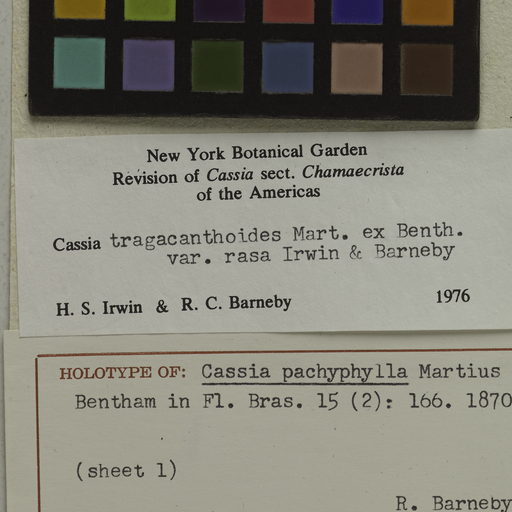 New York Botanical Garden
Revision of Cassia sect. Chamaecrista
of the Americas
Cassia tragacanthoides Mart. ex Benth.
var. rasa Irwin & Barneby
H. S. Irwin & R. C. Barneby 1976
HOLOTYPE OF: Cassia pachyphylla Martius
Bentham in Fl. Bras. 15 (2): 166. 1870
(sheet 1)
R. Barneby